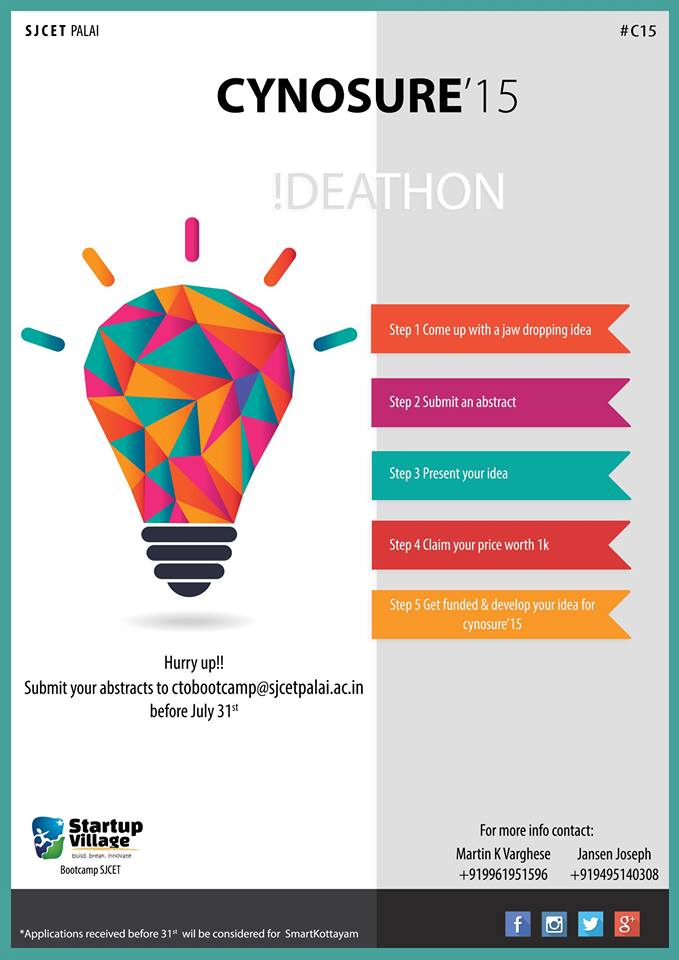 SJCET PALAI
#C15
CYNOSURE'15
!DEATHON
Step 1 Come up with a jaw dropping idea
Step 2 Submit an abstract
Step 3 Present your idea
Step 4 Claim your price worth 1k
Step 5 Get funded & develop your idea for
cynosure'15
Hurry up!!
Submit your abstracts to ctobootcamp@sjcetpalai.ac.in
before July 31st
Startup
Village
build. break. innovate
Bootcamp SJCET
For more info contact:
Martin K Varghese
+919961951596
Jansen Joseph
+919495140308
*Applications received before 31st wil be considered for SmartKottayam
f
g+